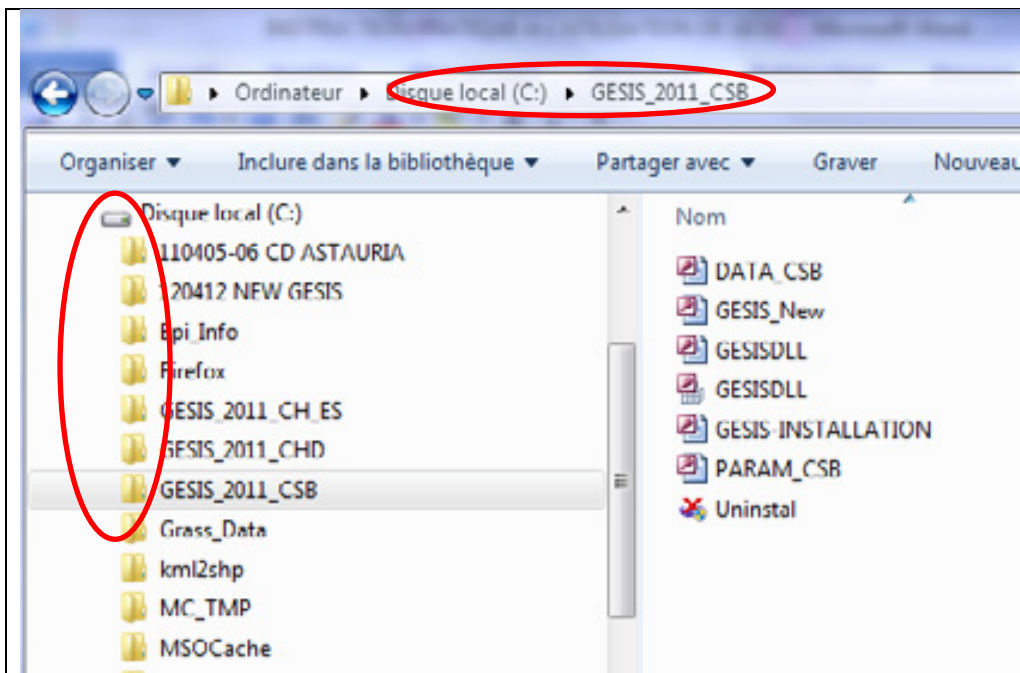 Ordinateur ▸ Disque local (C:) ▸ GESIS_2011_CSB
Organiser ▾ Inclure dans la bibliothèque ▾ Partager avec ▾ Graver Nouveau
Disque local (C:)
110405-06 CD ASTAURIA
120412 NEW GESIS
Epi_Info
Firefox
GESIS_2011_CH_ES
GESIS_2011_CHD
GESIS_2011_CSB
Grass_Data
kml2shp
MC_TMP
MSOCache
Nom
DATA_CSB
GESIS_New
GESISDLL
GESISDLL
GESIS-INSTALLATION
PARAM_CSB
Uninstal